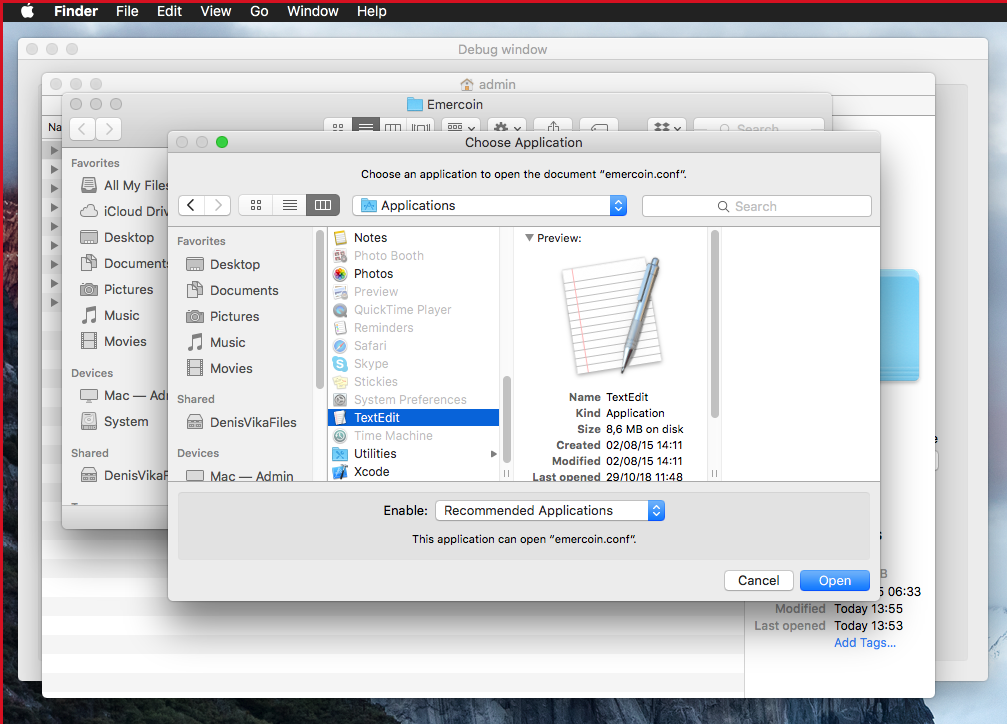 Finder File Edit View Go Window Help
Debug window
admin
Emercoin
Na
Search
Favorites
All My Files
iCloud Driv
Desktop
Documents
Pictures
Music
Movies
Devices
Mac — Adr
System
Shared
DenisVikaF
Choose Application
Choose an application to open the document “emercoin.conf”.
Applications
Search
Favorites
Desktop
Documents
Pictures
Music
Movies
Shared
DenisVikaFiles
Devices
Mac — Admin
Notes
Photo Booth
Photos
Preview
QuickTime Player
Reminders
Safari
Skype
Stickies
System Preferences
TextEdit
Time Machine
Utilities
Xcode
Preview:
Name TextEdit
Kind Application
Size 8,6 MB on disk
Created 02/08/15 14:11
Modified 02/08/15 14:11
Last opened 29/10/18 11:48
Enable: Recommended Applications
This application can open “emercoin.conf”.
Cancel Open
06:33
Modified Today 13:55
Last opened Today 13:53
Add Tags...